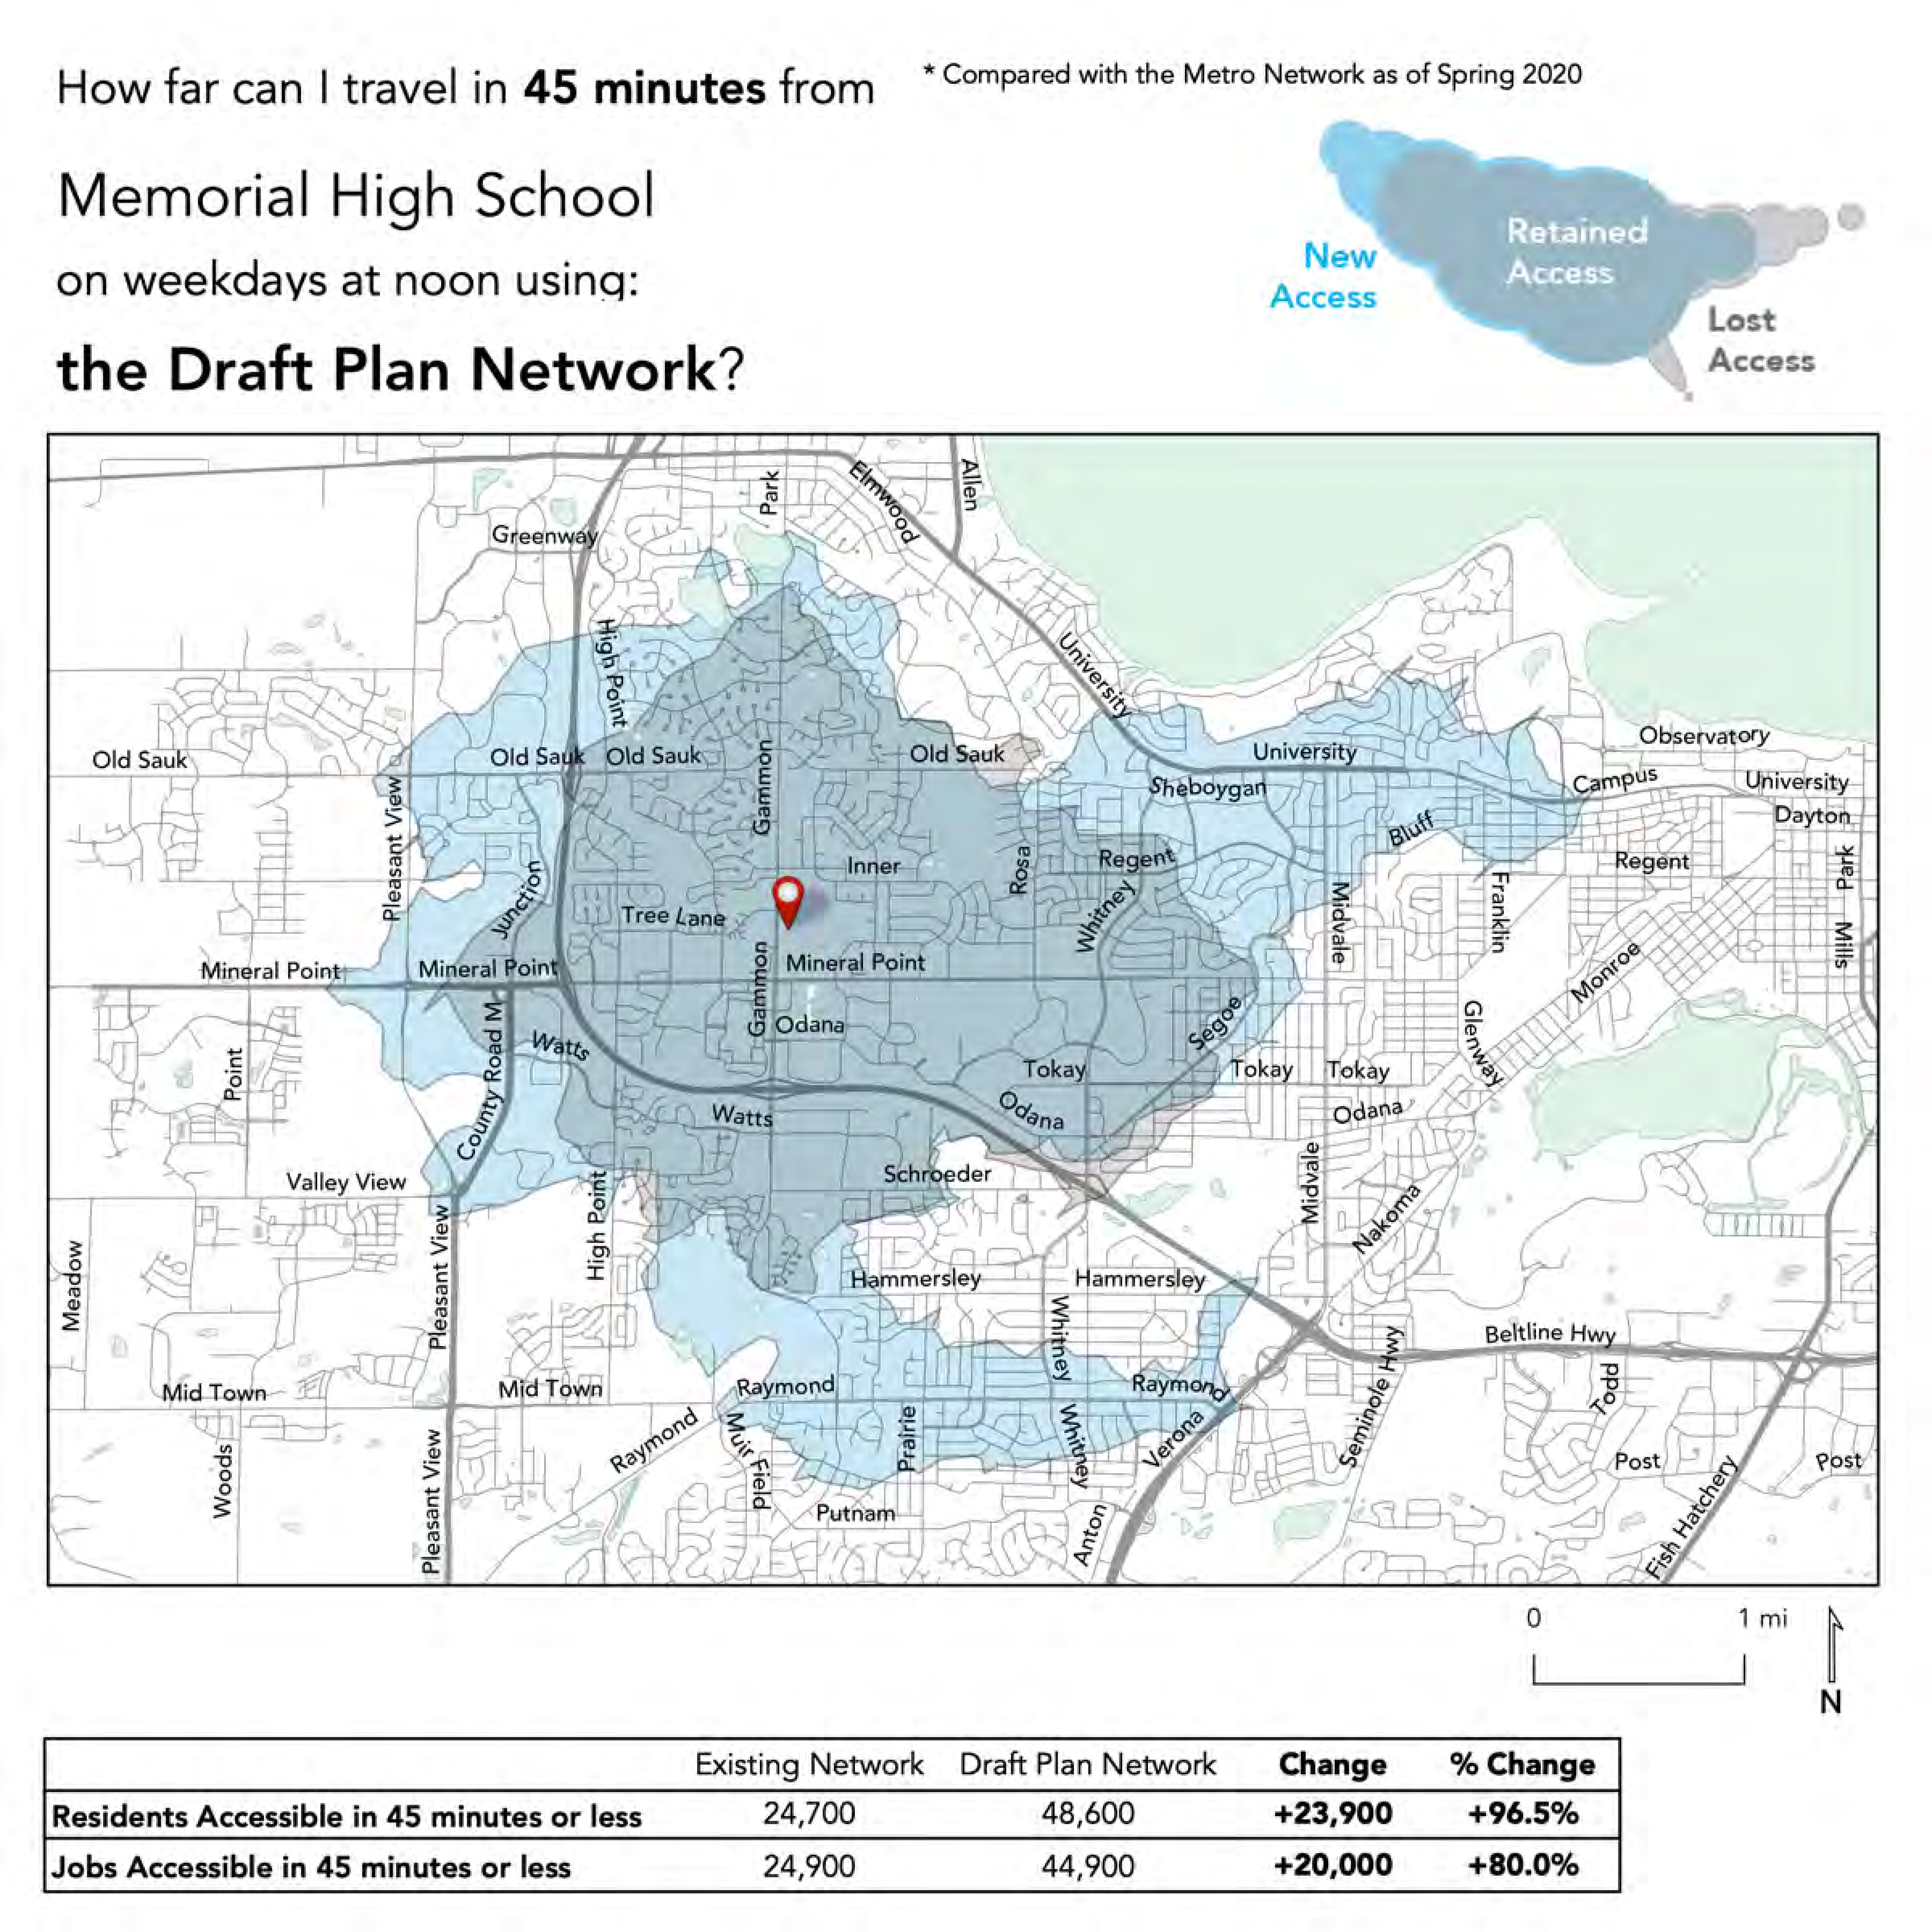 How far can I travel in 45 minutes from
* Compared with the Metro Network as of Spring 2020
Memorial High School
on weekdays at noon using:
the Draft Plan Network?
New
Access
Retained
Access
Lost
Access
Allen
Elmwood
Park
Greenway
High Point
University
Old Sauk
Old Sauk
Old Sauk
Old Sauk
University
Observatory
Campus
University
Sheboygan
Dayton
Pleasant View
Gammon
Bluff
Inner
Rosa
Regent
Regent
Park
Junction
Tree Lane
Whitney
Midvale
Franklin
Mills
Mineral Point
Mineral Point
Mineral Point
Monroe
Gammon
Odana
Segoe
Glenway
County Road M
Watts
Point
Tokay
Tokay
Tokay
Watts
Odana
Odana
Valley View
High Point
Schroeder
Midvale
Nakoma
Meadow
Pleasant View
Hammersley
Hammersley
Whitney
Beltline Hwy
Seminole Hwy
Todd
Mid Town
Mid Town
Raymond
Raymond
Raymond
Muir Field
Prairie
Whitney
Verona
Woods
Pleasant View
Putnam
Anton
Post
Post
Fish Hatchery
0 1 mi
N
Existing Network Draft Plan Network Change % Change
Residents Accessible in 45 minutes or less 24,700 48,600 +23,900 +96.5%
Jobs Accessible in 45 minutes or less 24,900 44,900 +20,000 +80.0%